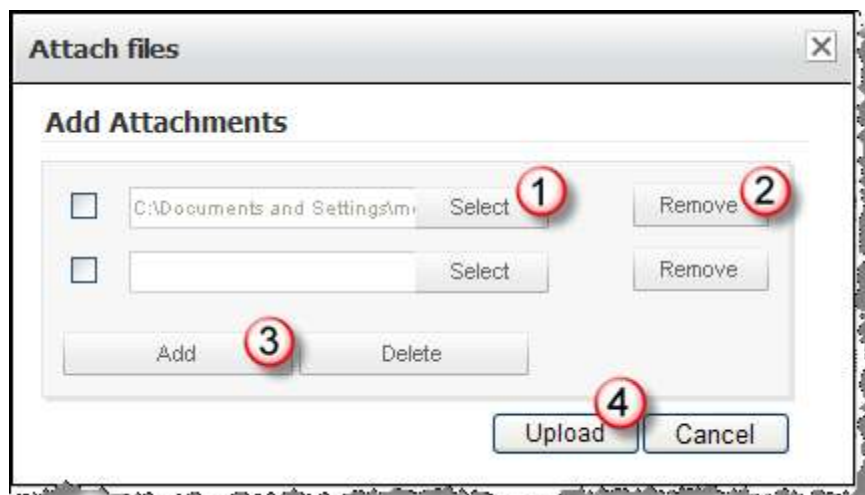 Attach files
Add Attachments
C:\Documents and Settings\m Select 1 Remove 2
Select Remove
Add 3 Delete
Upload 4 Cancel